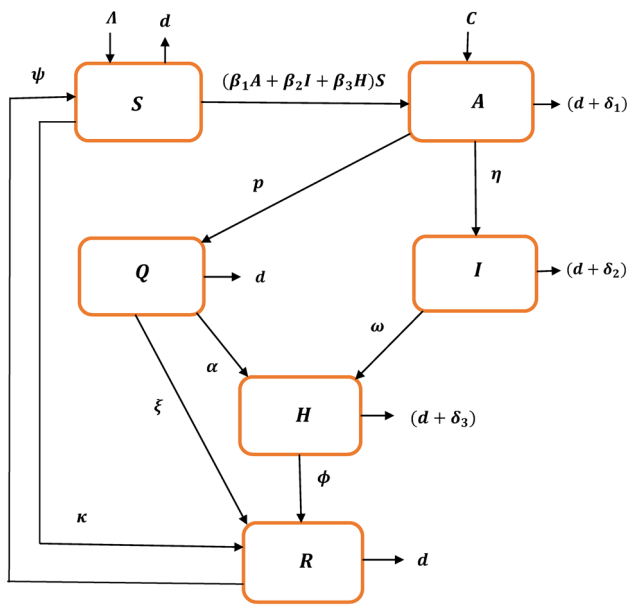 Λ
d
C
ψ
S
(β₁A + β₂I + β₃H)S
A
(d + δ₁)
p
η
Q
d
I
(d + δ₂)
ω
α
ξ
H
(d + δ₃)
ϕ
κ
R
d